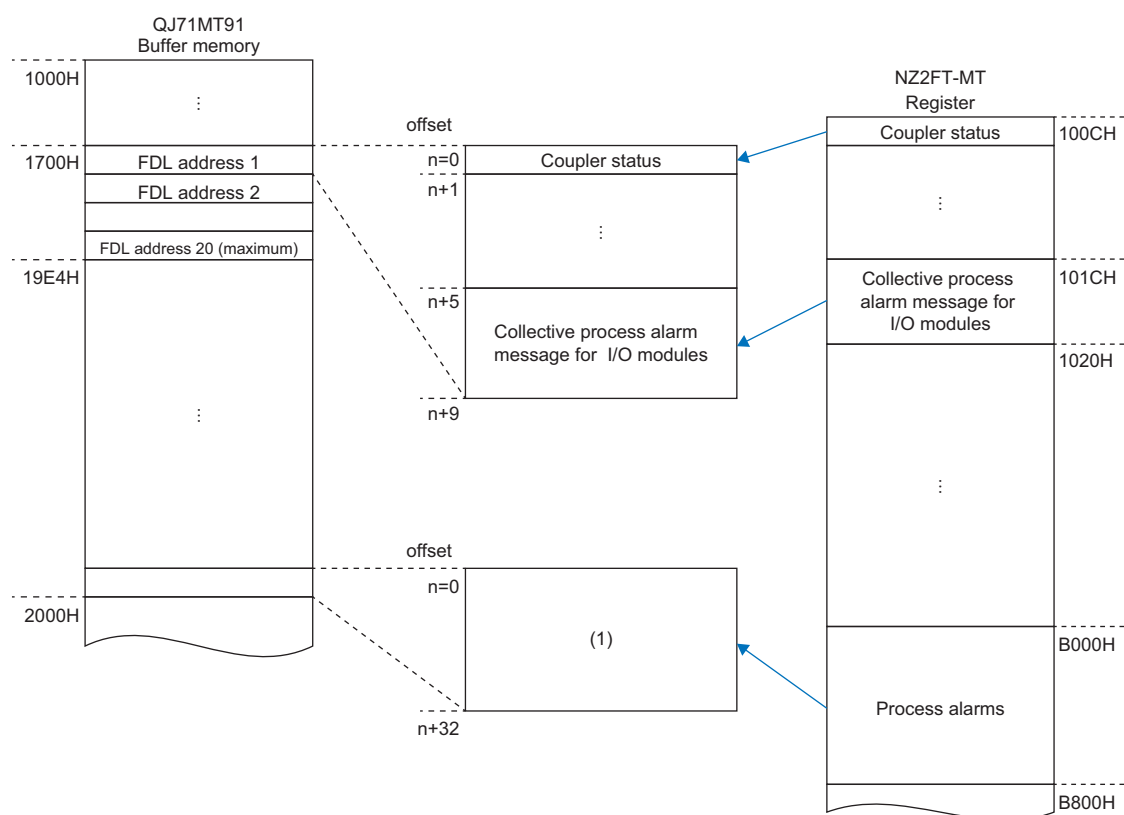 QJ71MT91
Buffer memory
1000H
⋮
1700H
FDL address 1
FDL address 2
FDL address 20 (maximum)
19E4H
⋮
2000H
offset
n=0
Coupler status
n+1
⋮
n+5
Collective process alarm
message for I/O modules
n+9
offset
n=0
(1)
n+32
NZ2FT-MT
Register
Coupler status
100CH
⋮
Collective process
alarm message for
I/O modules
101CH
1020H
⋮
B000H
Process alarms
B800H